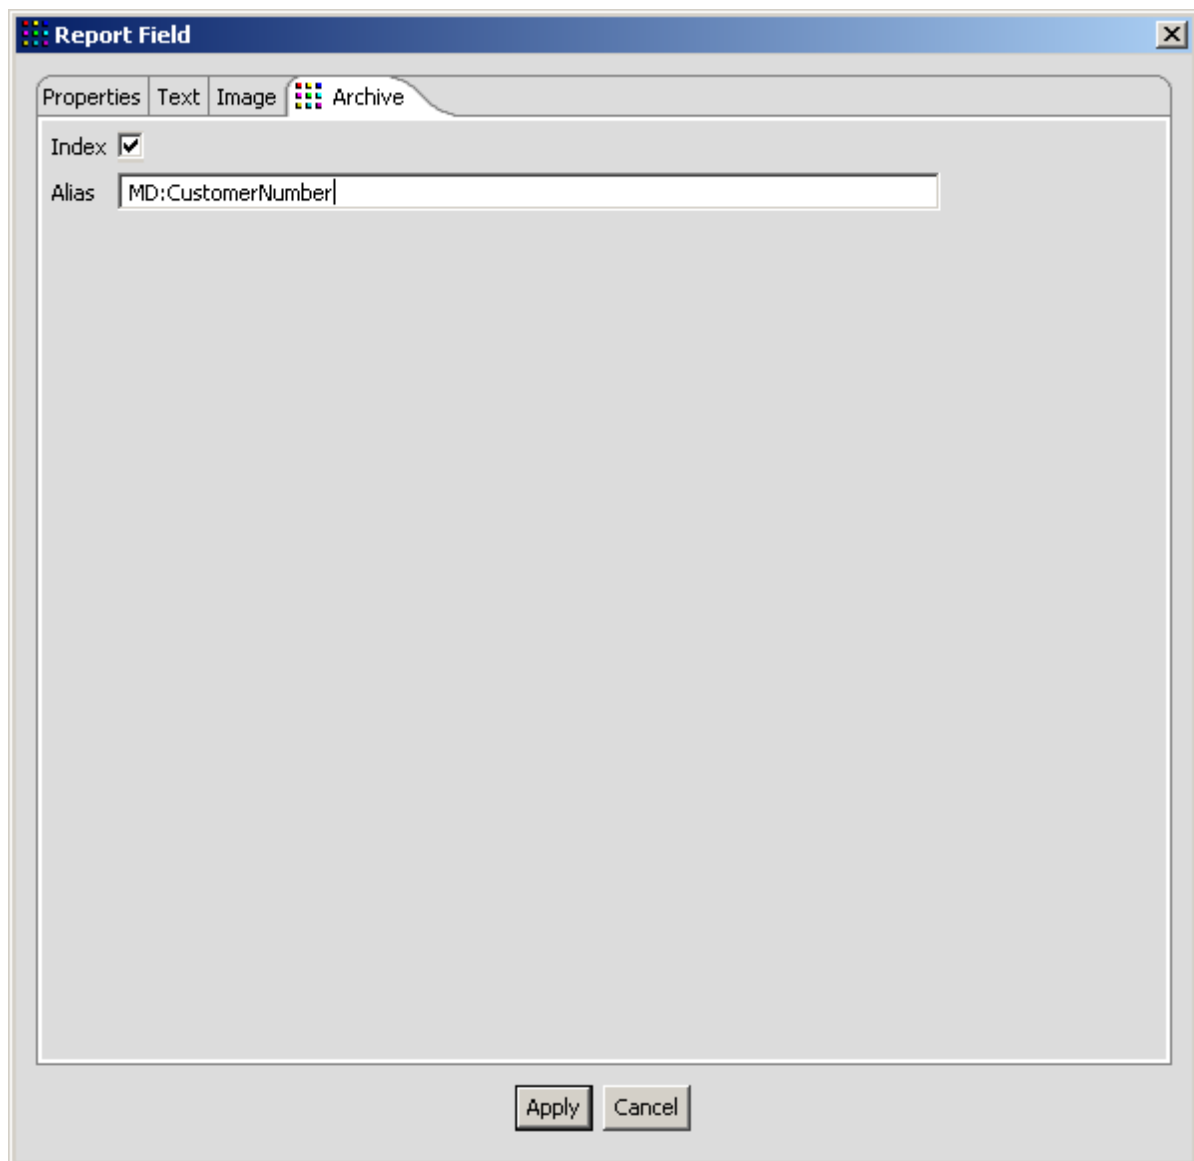 Report Field
Properties Text Image Archive
Index
Alias MD:CustomerNumber
Apply Cancel